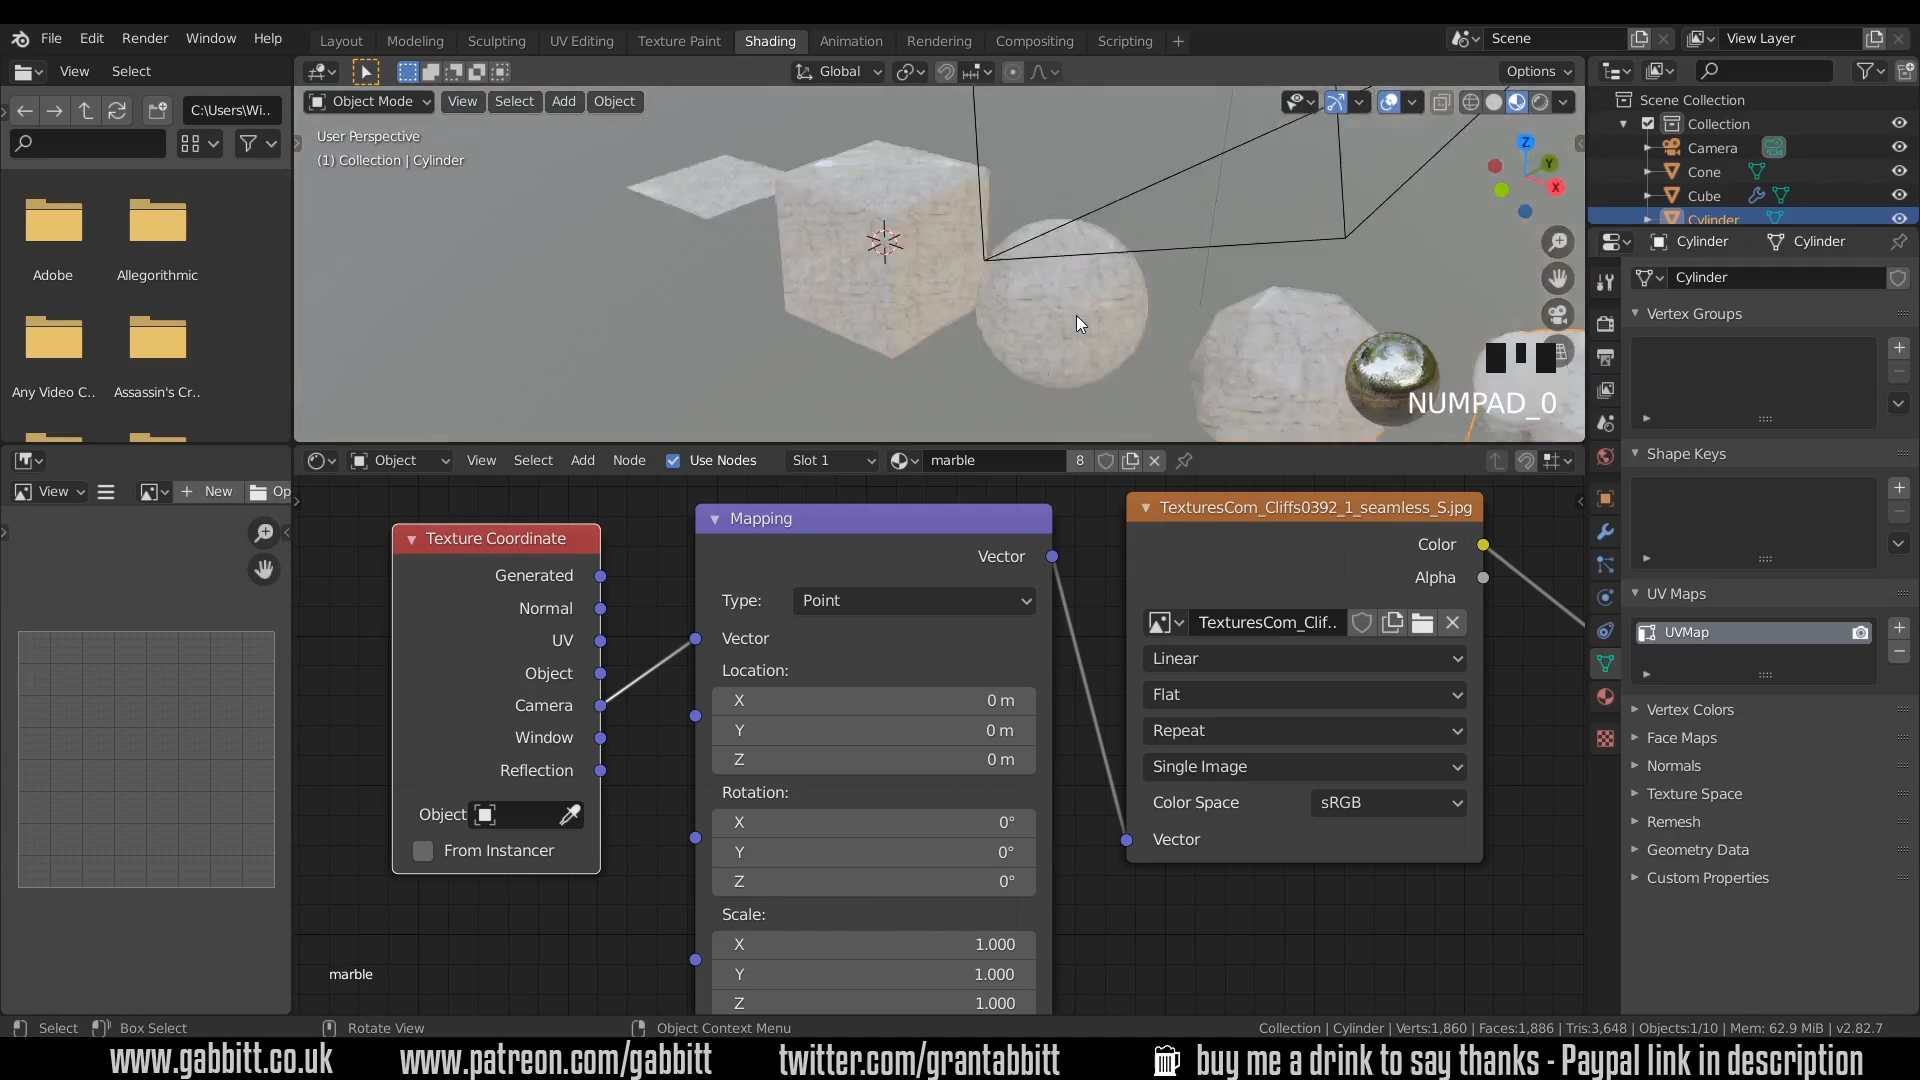 File Edit Render Window Help
Layout Modeling Sculpting UV Editing Texture Paint Shading Animation Rendering Compositing Scripting +
Scene
View Layer
View Select
Global
Options
C:\Users\Wi..
Object Mode View Select Add Object
User Perspective
(1) Collection | Cylinder
Z
Y
X
Adobe
Allegorithmic
Any Video C..
Assassin's Cr..
NUMPAD_0
Scene Collection
Collection
Camera
Cone
Cube
Cylinder
Cylinder Cylinder
Cylinder
Vertex Groups
Shape Keys
UV Maps
UVMap
Vertex Colors
Face Maps
Normals
Texture Space
Remesh
Geometry Data
Custom Properties
View New Op
Object View Select Add Node Use Nodes Slot 1 marble 8
Texture Coordinate
Generated
Normal
UV
Object
Camera
Window
Reflection
Object
From Instancer
Mapping
Vector
Type: Point
Vector
Location:
X 0 m
Y 0 m
Z 0 m
Rotation:
X 0°
Y 0°
Z 0°
Scale:
X 1.000
Y 1.000
Z 1.000
TexturesCom_Cliffs0392_1_seamless_S.jpg
Color
Alpha
TexturesCom_Clif..
Linear
Flat
Repeat
Single Image
Color Space sRGB
Vector
marble
Select Box Select Rotate View Object Context Menu
Collection | Cylinder | Verts:1,860 | Faces:1,886 | Tris:3,648 | Objects:1/10 | Mem: 62.9 MiB | v2.82.7
www.gabbitt.co.uk www.patreon.com/gabbitt twitter.com/grantabbitt buy me a drink to say thanks - Paypal link in description